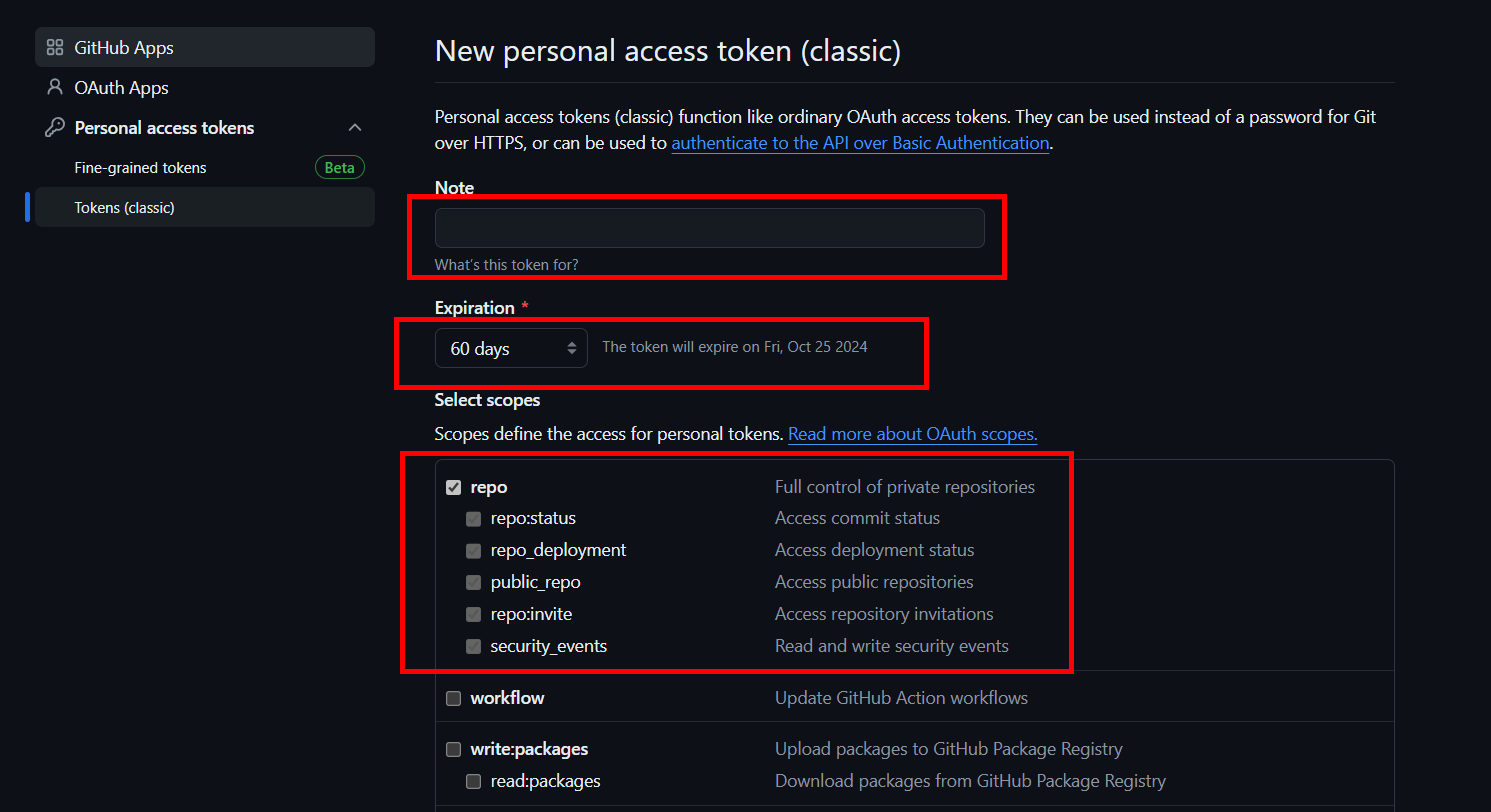 GitHub Apps
OAuth Apps
Personal access tokens
Fine-grained tokens Beta
Tokens (classic)
New personal access token (classic)
Personal access tokens (classic) function like ordinary OAuth access tokens. They can be used instead of a password for Git
over HTTPS, or can be used to authenticate to the API over Basic Authentication.
Note
What's this token for?
Expiration *
60 days The token will expire on Fri, Oct 25 2024
Select scopes
Scopes define the access for personal tokens. Read more about OAuth scopes.
repo Full control of private repositories
repo:status Access commit status
repo_deployment Access deployment status
public_repo Access public repositories
repo:invite Access repository invitations
security_events Read and write security events
workflow Update GitHub Action workflows
write:packages Upload packages to GitHub Package Registry
read:packages Download packages from GitHub Package Registry